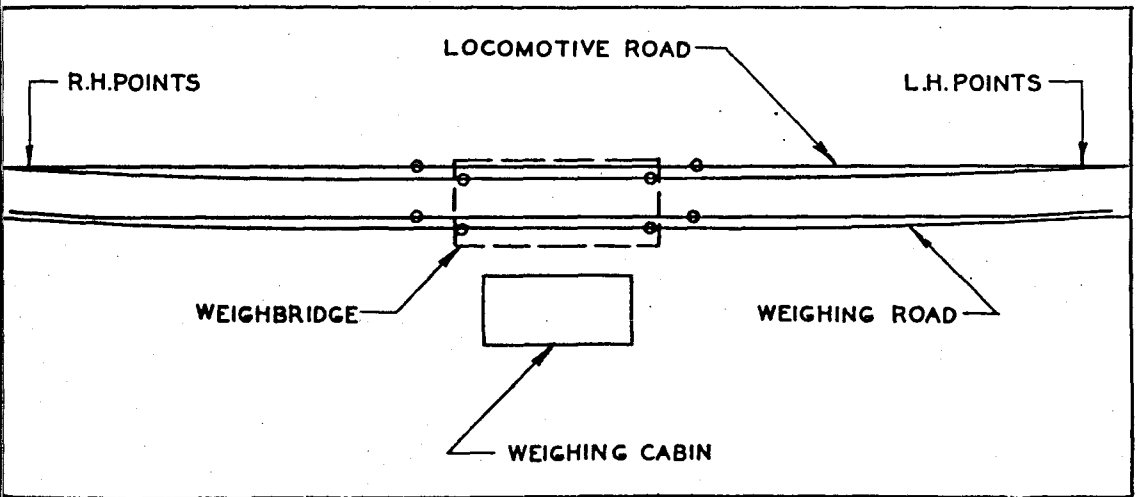 LOCOMOTIVE ROAD
R.H.POINTS
L.H.POINTS
WEIGHBRIDGE
WEIGHING ROAD
WEIGHING CABIN